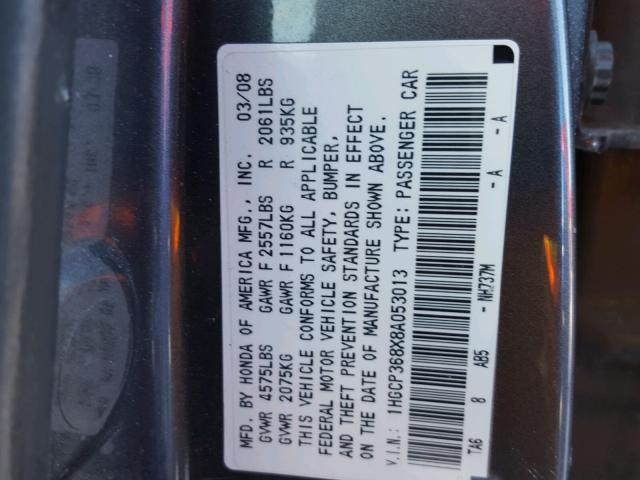 MFD. BY HONDA OF AMERICA MFG., INC. 03/08
GVWR 4575LBS GAWR F 2557LBS R 2061LBS
GVWR 2075KG GAWR F 1160KG R 935KG
THIS VEHICLE CONFORMS TO ALL APPLICABLE
FEDERAL MOTOR VEHICLE SAFETY, BUMPER,
AND THEFT PREVENTION STANDARDS IN EFFECT
ON THE DATE OF MANUFACTURE SHOWN ABOVE.
V.I.N.: 1HGCP368X8A053013 TYPE: PASSENGER CAR
TA6 8 AB5 - NH737M - A - A